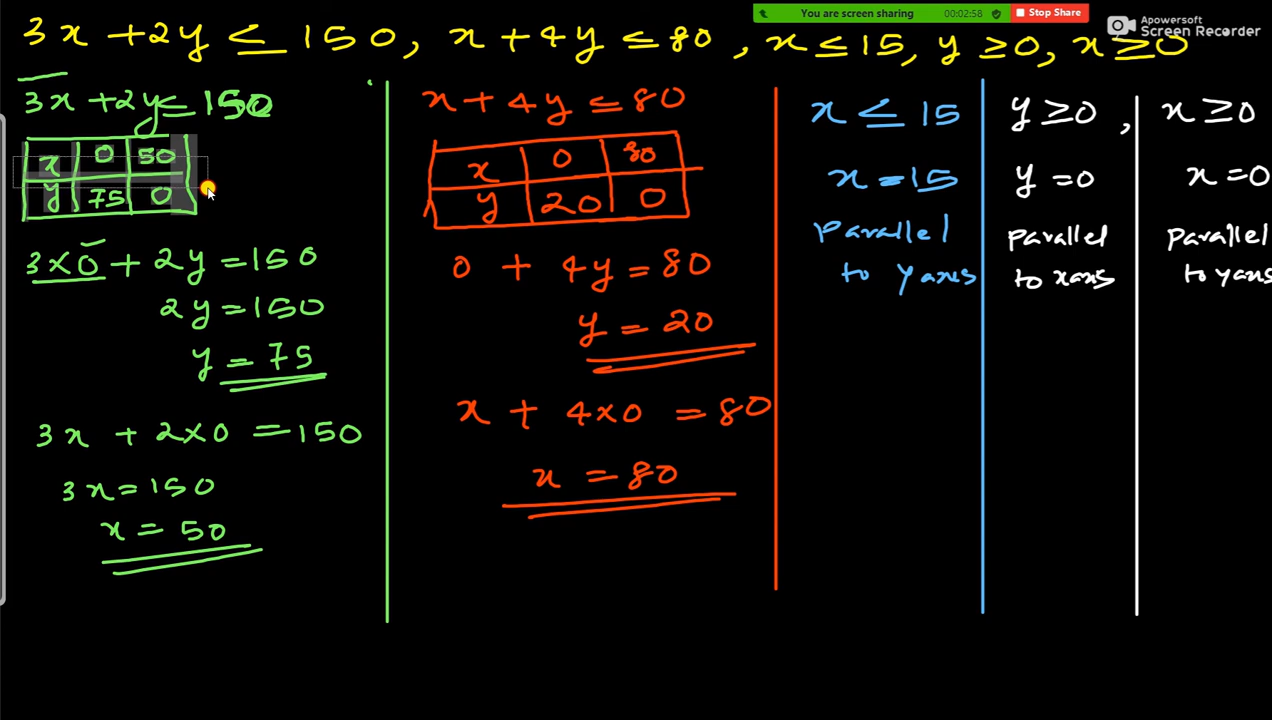 You are screen sharing 00:02:58 Stop Share
Apowersoft
Screen Recorder
3x + 2y ≤ 150, x + 4y ≤ 80, x ≤ 15, y ≥ 0, x ≥ 0
3x + 2y ≤ 150
x 0 50
y 75 0
3 × 0 + 2y = 150
2y = 150
y = 75
3x + 2×0 = 150
3x = 150
x = 50
x + 4y ≤ 80
x 0 80
y 20 0
0 + 4y = 80
y = 20
x + 4×0 = 80
x = 80
x ≤ 15
x = 15
parallel
to y axis
y ≥ 0,
y = 0
parallel
to x axis
x ≥ 0
x = 0
parallel
to y axis